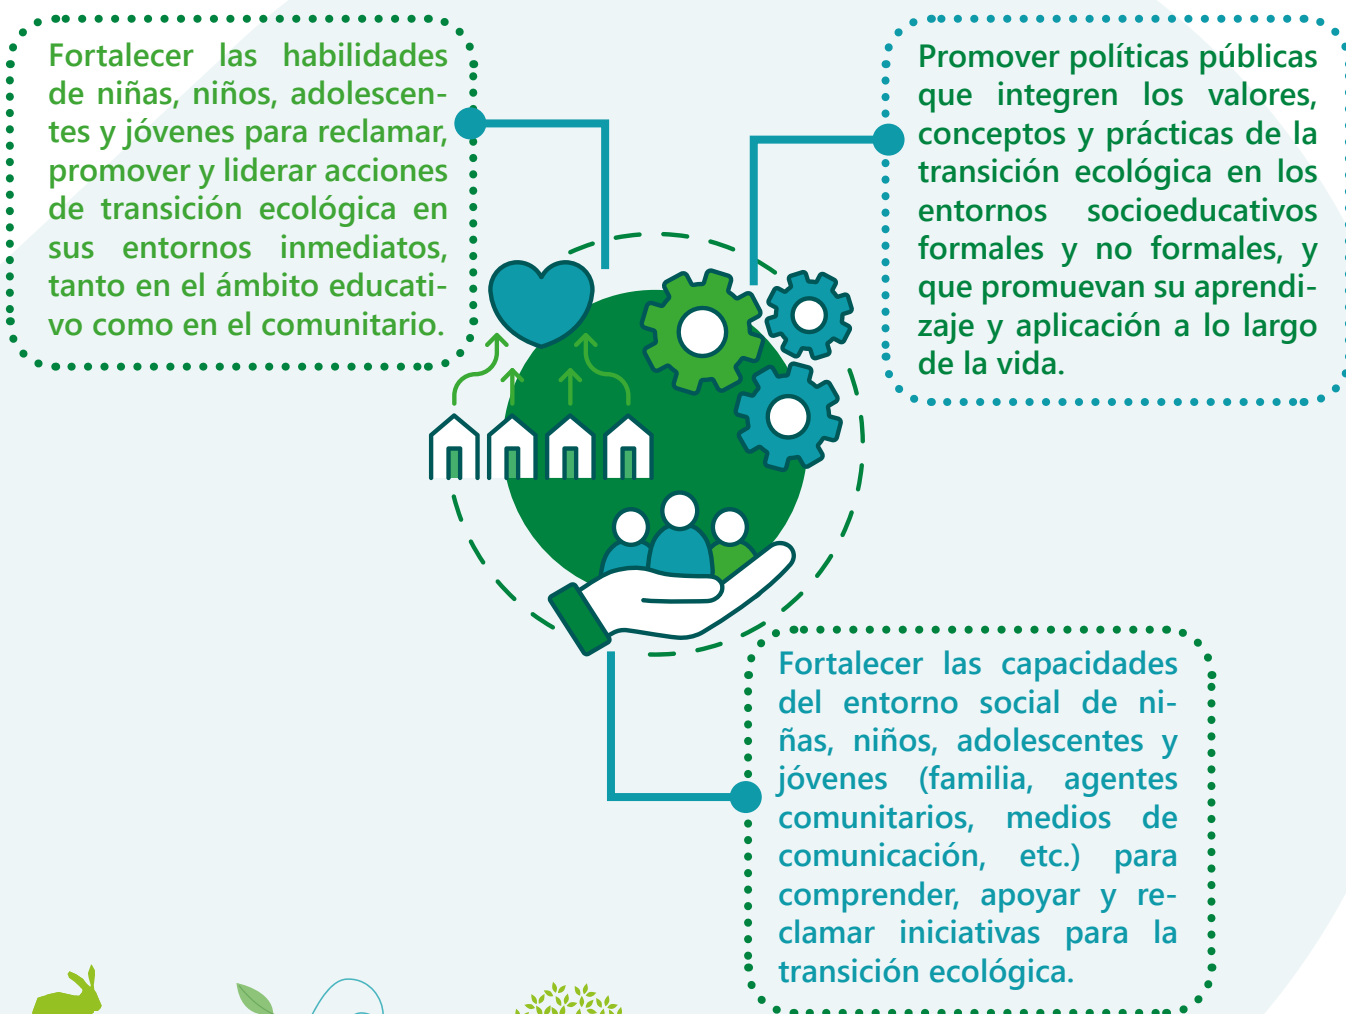 Fortalecer las habilidades
de niñas, niños, adolescen-
tes y jóvenes para reclamar,
promover y liderar acciones
de transición ecológica en
sus entornos inmediatos,
tanto en el ámbito educati-
vo como en el comunitario.
Promover políticas públicas
que integren los valores,
conceptos y prácticas de la
transición ecológica en los
entornos socioeducativos
formales y no formales, y
que promuevan su aprendi-
zaje y aplicación a lo largo
de la vida.
Fortalecer las capacidades
del entorno social de ni-
ñas, niños, adolescentes y
jóvenes (familia, agentes
comunitarios, medios de
comunicación, etc.) para
comprender, apoyar y re-
clamar iniciativas para la
transición ecológica.